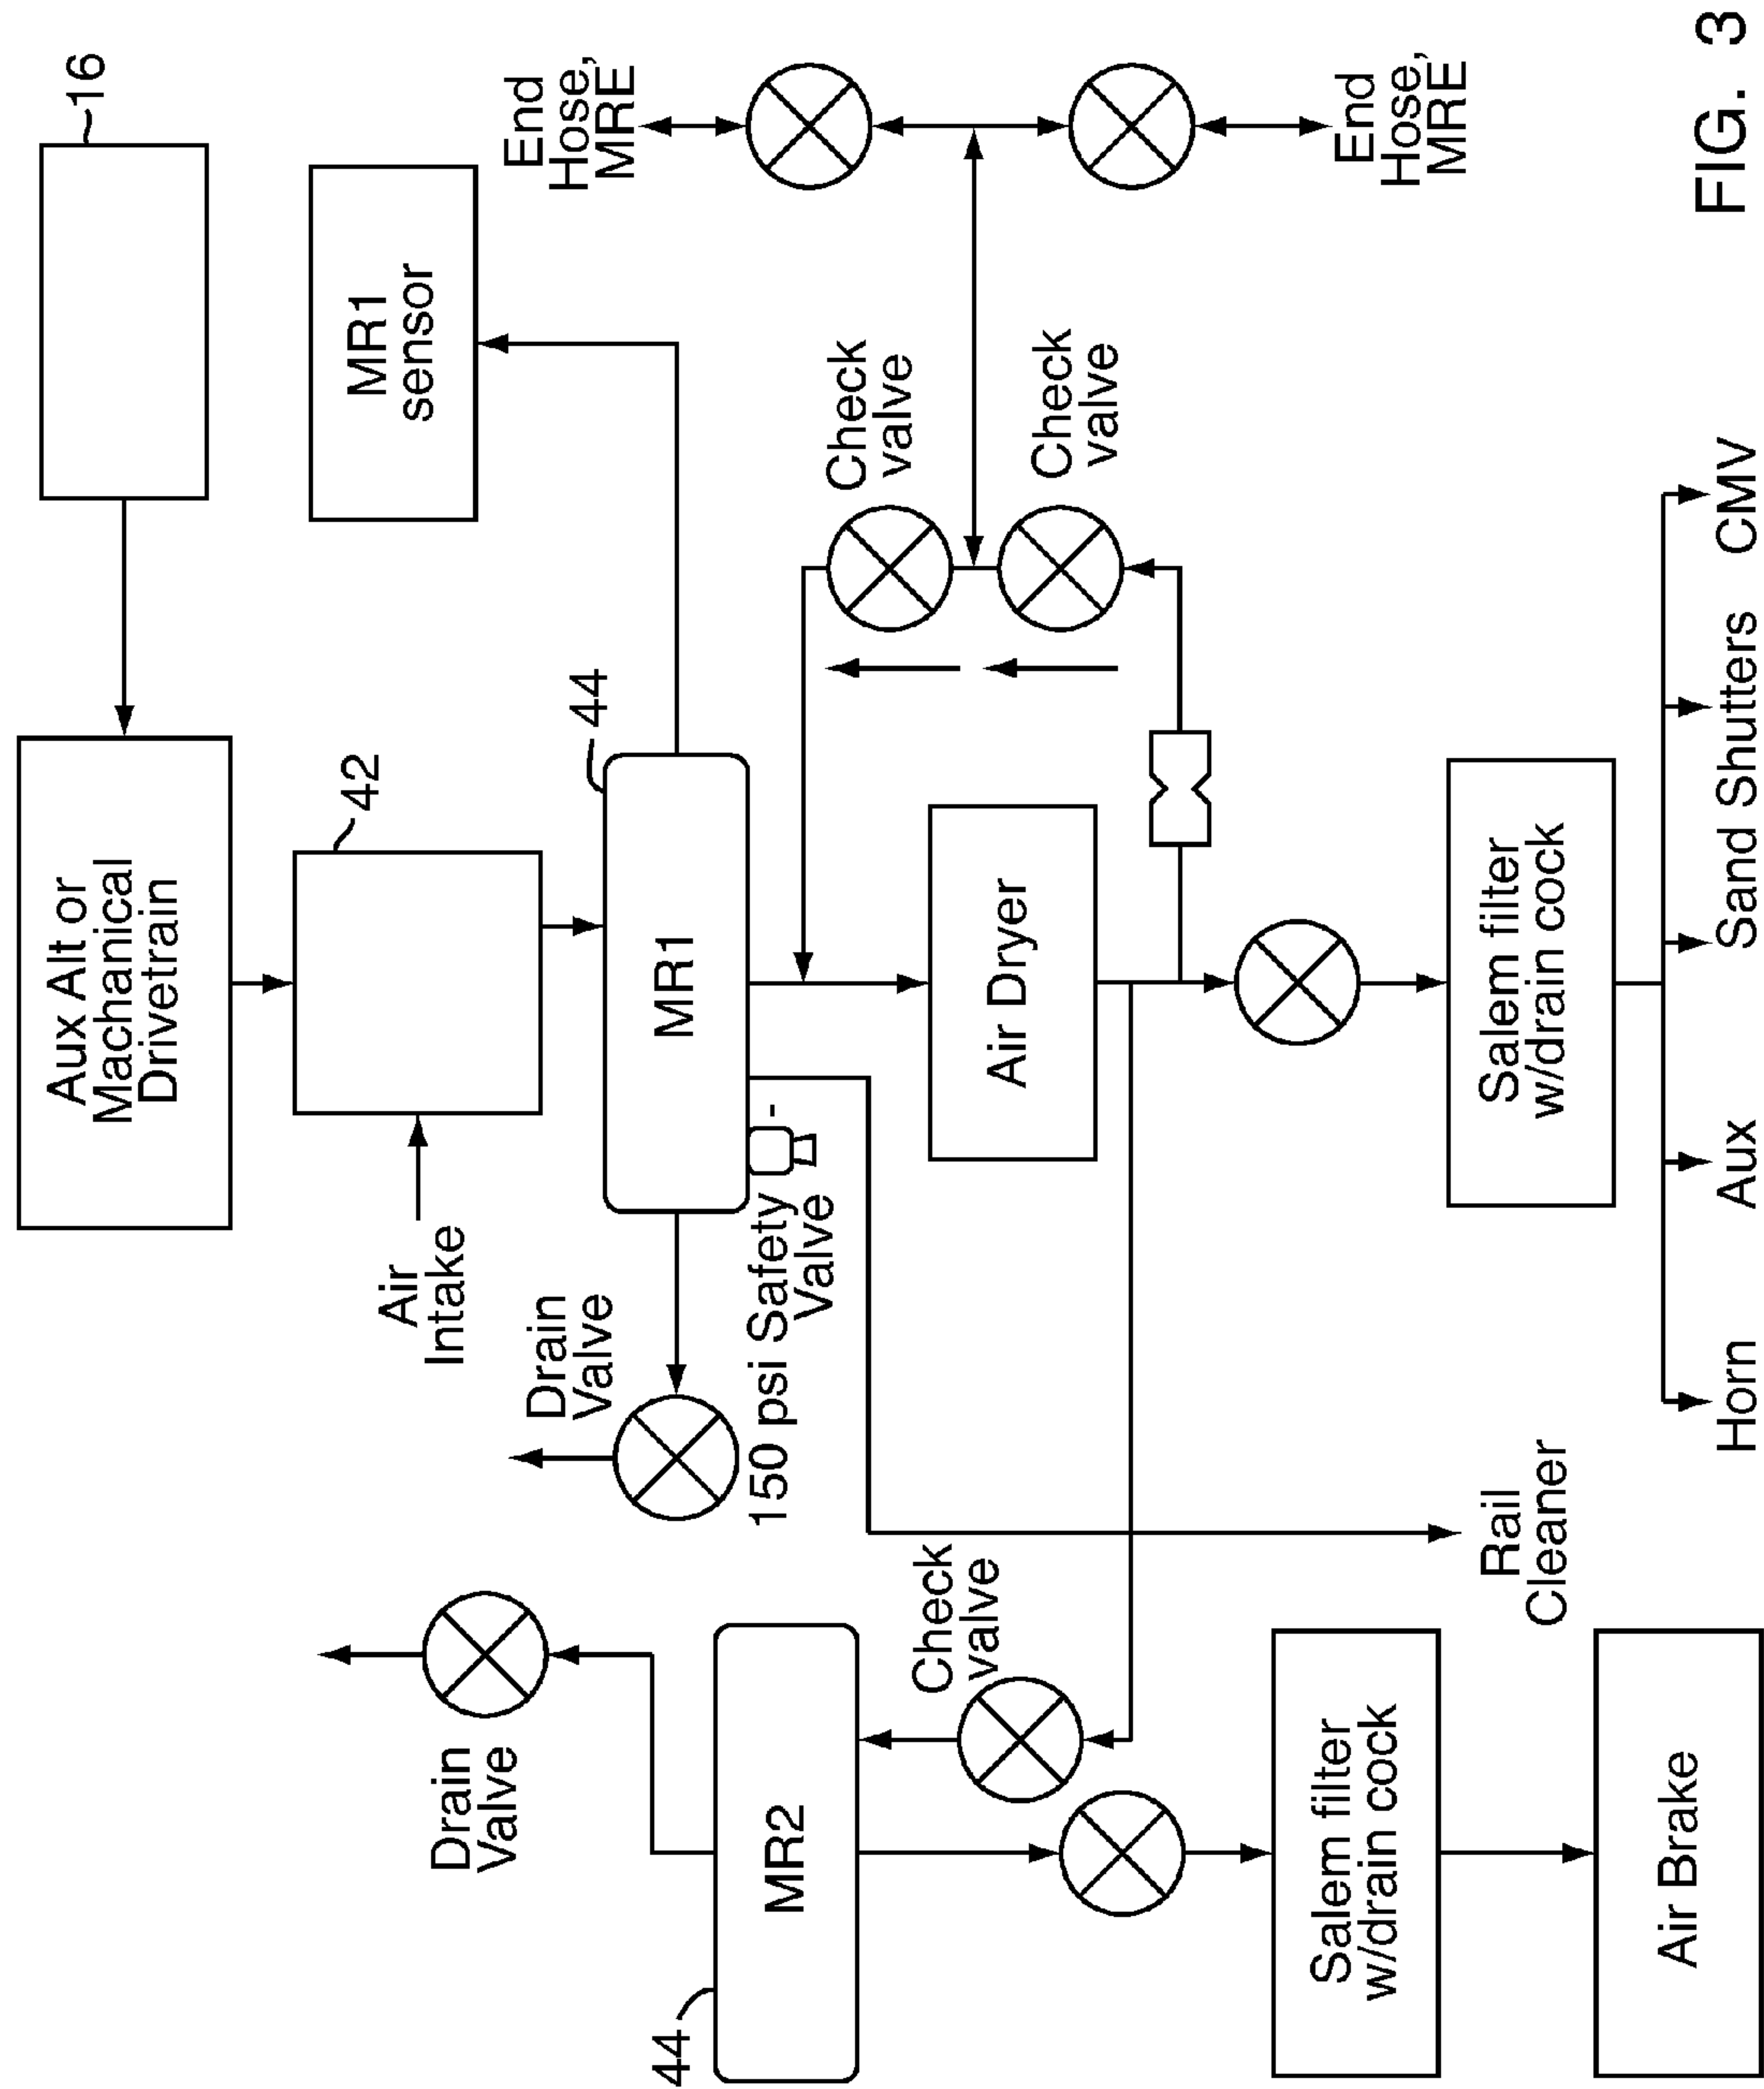 16
Aux Alt or
Machanical
Drivetrain
42
Air
Intake
MR1
sensor
End
Hose,
MRE
44
MR1
Drain
Valve
150 psi Safety
Valve
-
Check
valve
Check
valve
End
Hose,
MRE
Air Dryer
Drain
Valve
44
MR2
Check
valve
Rail
Cleaner
Salem filter
w/drain cock
Salem filter
w/drain cock
Air Brake
Horn
Aux
Sand Shutters
CMV
FIG. 3